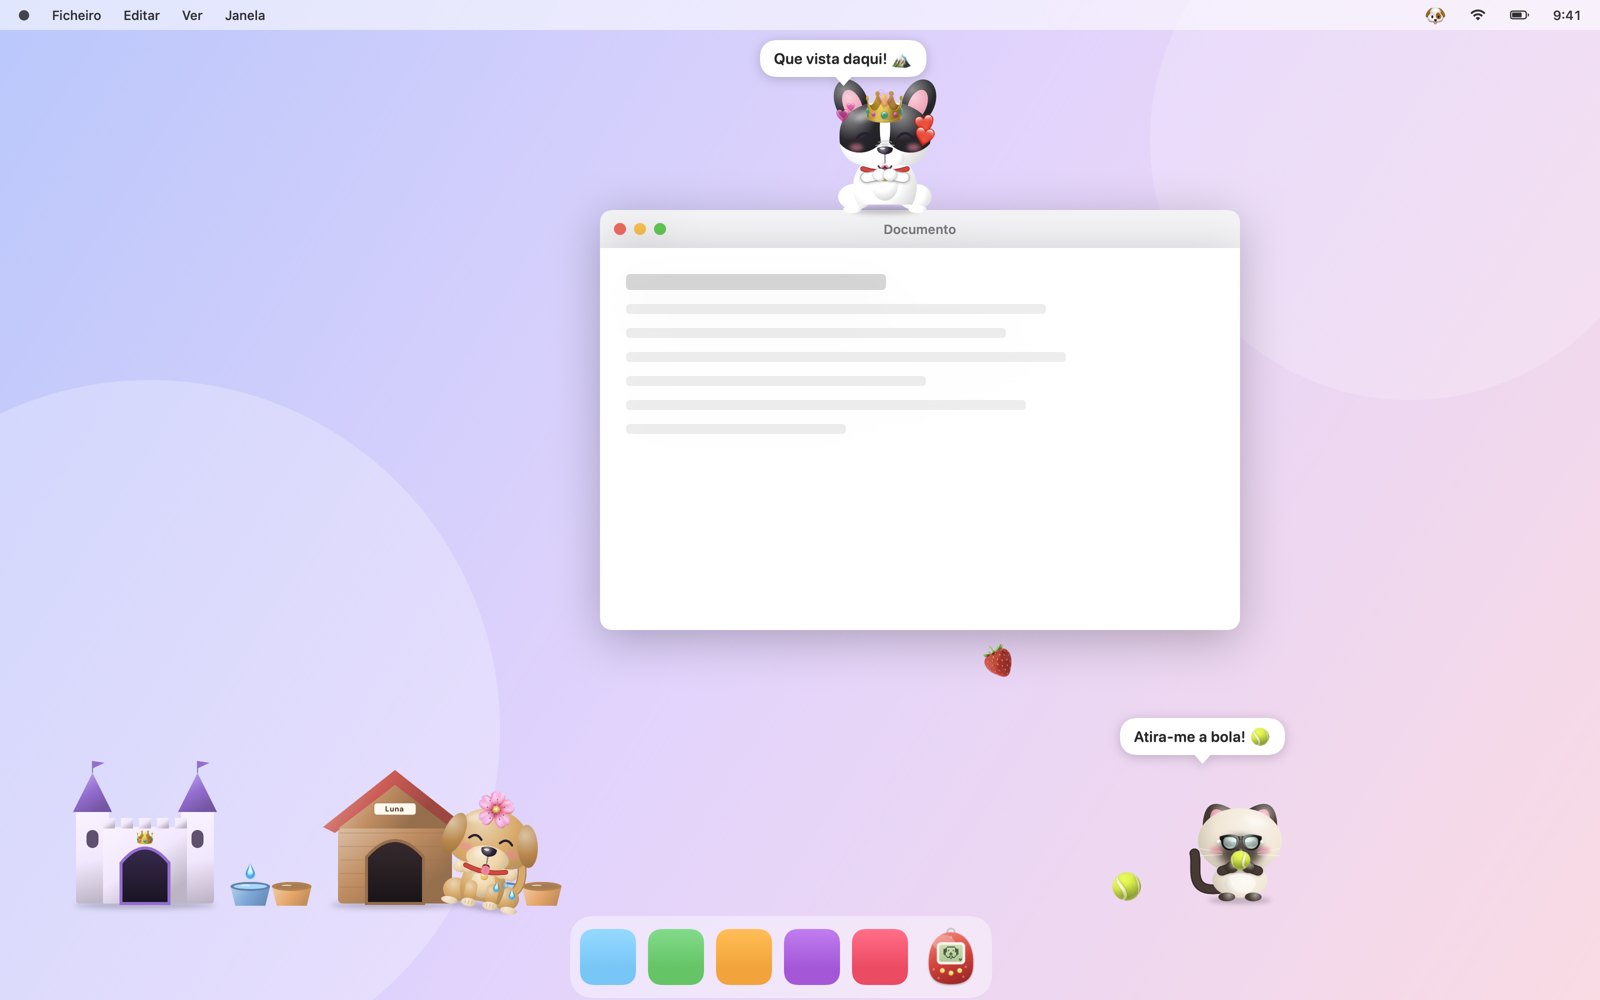 Ficheiro Editar Ver Janela 9:41
Que vista daqui!
Documento
Atira-me a bola!
Luna